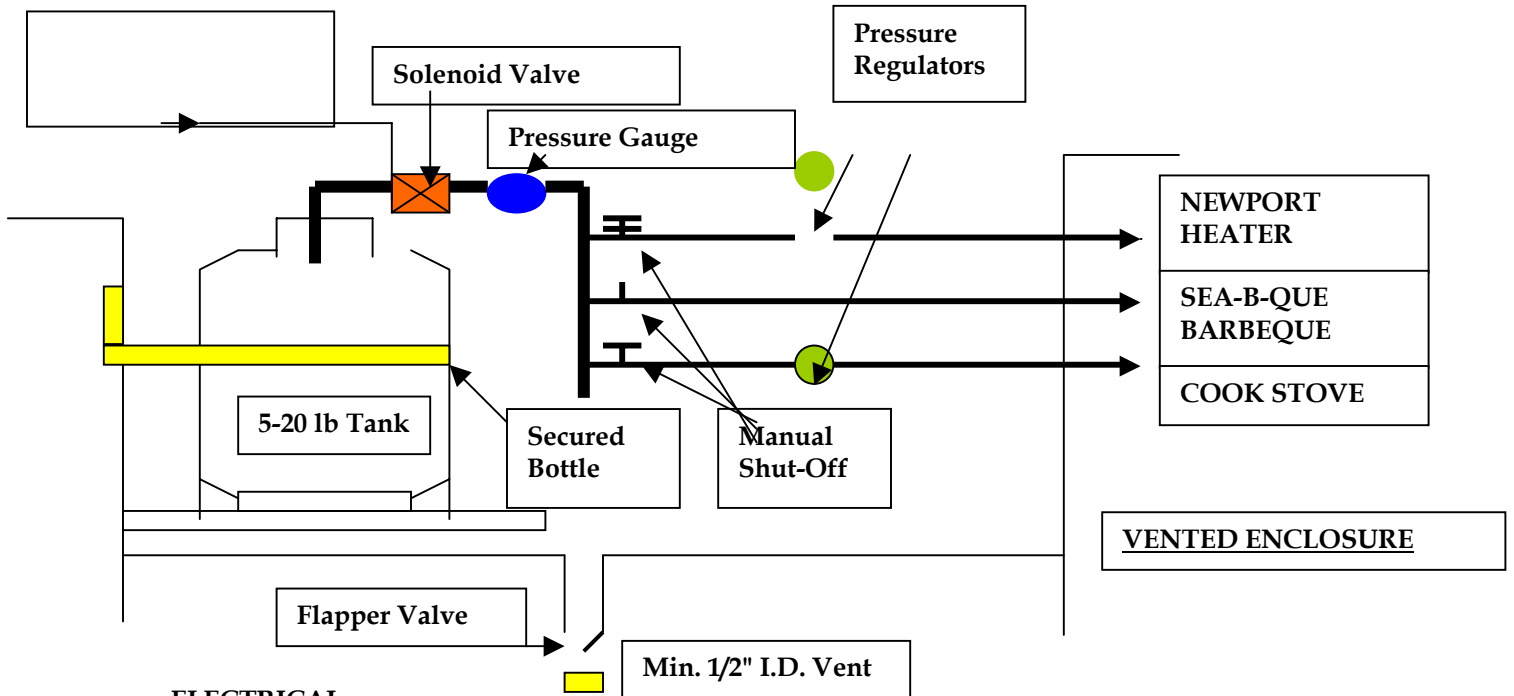 Pressure
Regulators
Solenoid Valve
Pressure Gauge
NEWPORT
HEATER
SEA-B-QUE
BARBEQUE
COOK STOVE
5-20 lb Tank
Secured
Bottle
Manual
Shut-Off
VENTED ENCLOSURE
Flapper Valve
Min. 1/2" I.D. Vent
ELECTRICAL